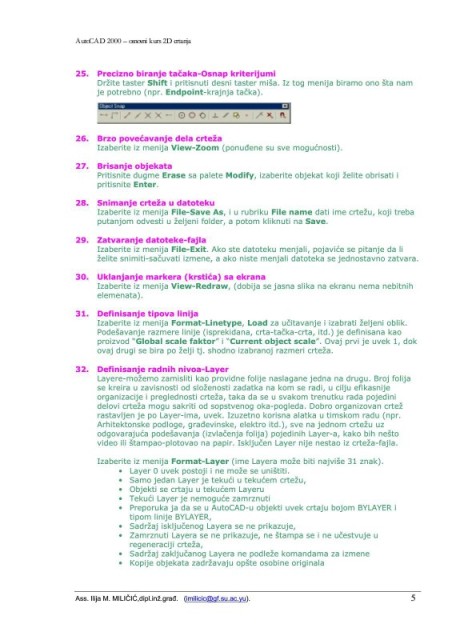 AutoCAD 2000 – osnovni kurs 2D crtanja
25. Precizno biranje tačaka-Osnap kriterijumi
Držite taster Shift i pritisnuti desni taster miša. Iz tog menija biramo ono šta nam
je potrebno (npr. Endpoint-krajnja tačka).
Object Snap
26. Brzo povećavanje dela crteža
Izaberite iz menija View-Zoom (ponuđene su sve mogućnosti).
27. Brisanje objekata
Pritisnite dugme Erase sa palete Modify, izaberite objekat koji želite obrisati i
pritisnite Enter.
28. Snimanje crteža u datoteku
Izaberite iz menija File-Save As, i u rubriku File name dati ime crtežu, koji treba
putanjom odvesti u željeni folder, a potom kliknuti na Save.
29. Zatvaranje datoteke-fajla
Izaberite iz menija File-Exit. Ako ste datoteku menjali, pojaviće se pitanje da li
želite snimiti-sačuvati izmene, a ako niste menjali datoteka se jednostavno zatvara.
30. Uklanjanje markera (krstića) sa ekrana
Izaberite iz menija View-Redraw, (dobija se jasna slika na ekranu nema nebitnih
elemenata).
31. Definisanje tipova linija
Izaberite iz menija Format-Linetype, Load za učitavanje i izabrati željeni oblik.
Podešavanje razmere linije (isprekidana, crta-tačka-crta, itd.) je definisana kao
proizvod "Global scale faktor" i "Current object scale". Ovaj prvi je uvek 1, dok
ovaj drugi se bira po želji tj. shodno izabranoj razmeri crteža.
32. Definisanje radnih nivoa-Layer
Layere-možemo zamisliti kao providne folije naslagane jedna na drugu. Broj folija
se kreira u zavisnosti od složenosti zadatka na kom se radi, u cilju efikasnije
organizacije i preglednosti crteža, taka da se u svakom trenutku rada pojedini
delovi crteža mogu sakriti od sopstvenog oka-pogleda. Dobro organizovan crtež
rastavljen je po Layer-ima, uvek. Izuzetno korisna alatka u timskom radu (npr.
Arhitektonske podloge, građevinske, elektro itd.), sve na jednom crtežu uz
odgovarajuća podešavanja (izvlačenja folija) pojedinih Layer-a, kako bih nešto
video ili štampao-plotovao na papir. Isključen Layer nije nestao iz crteža-fajla.
Izaberite iz menija Format-Layer (ime Layera može biti najviše 31 znak).
• Layer 0 uvek postoji i ne može se uništiti.
• Samo jedan Layer je tekući u tekućem crtežu,
• Objekti se crtaju u tekućem Layeru
• Tekući Layer je nemoguće zamrznuti
• Preporuka ja da se u AutoCAD-u objekti uvek crtaju bojom BYLAYER i
tipom linije BYLAYER,
• Sadržaj isključenog Layera se ne prikazuje,
• Zamrznuti Layera se ne prikazuje, ne štampa se i ne učestvuje u
regeneraciji crteža,
• Sadržaj zaključanog Layera ne podleže komandama za izmene
• Kopije objekata zadržavaju opšte osobine originala
Ass. Ilija M. MILIČIĆ,dipl.inž.građ. (imilicic@gf.su.ac.yu). 5